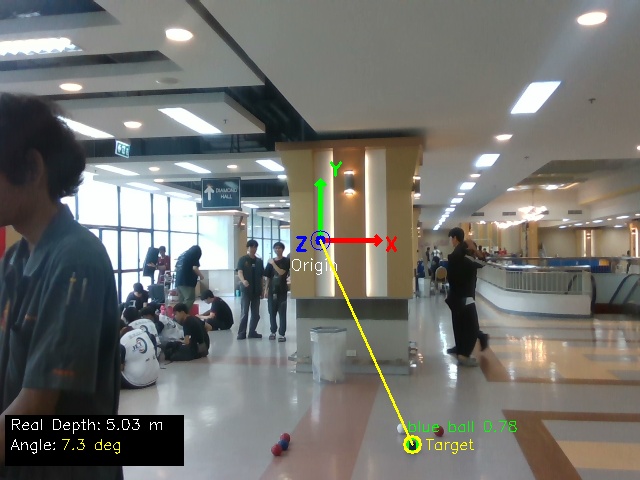 DIAMOND
HALL
Y
Z
X
Origin
blue ball 0.78
Target
Real Depth: 5.03 m
Angle: 7.3 deg